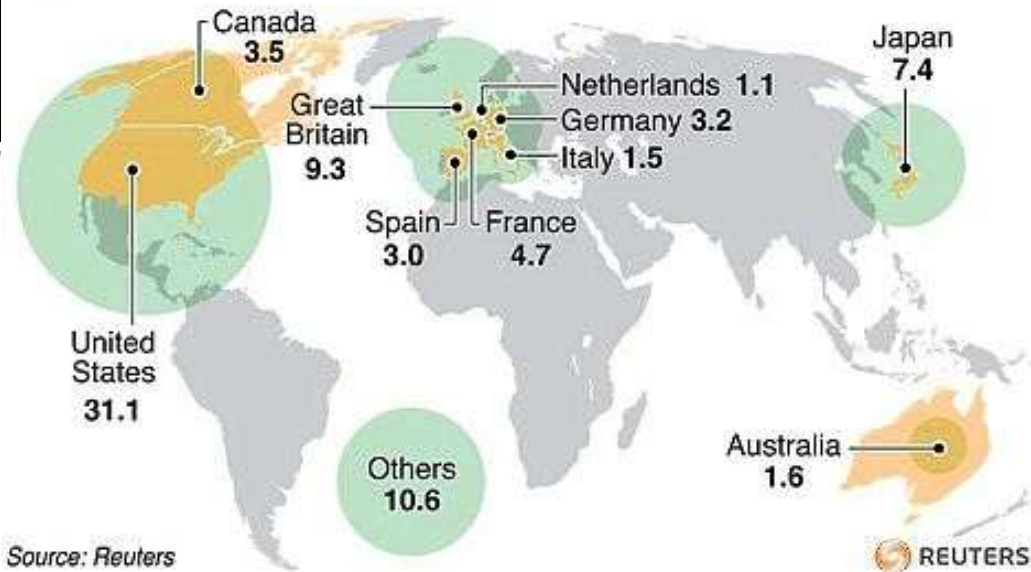 Canada
3.5
Great
Britain
9.3
Netherlands 1.1
Germany 3.2
Italy 1.5
Spain
3.0
France
4.7
Japan
7.4
United
States
31.1
Others
10.6
Australia
1.6
Source: Reuters
REUTERS